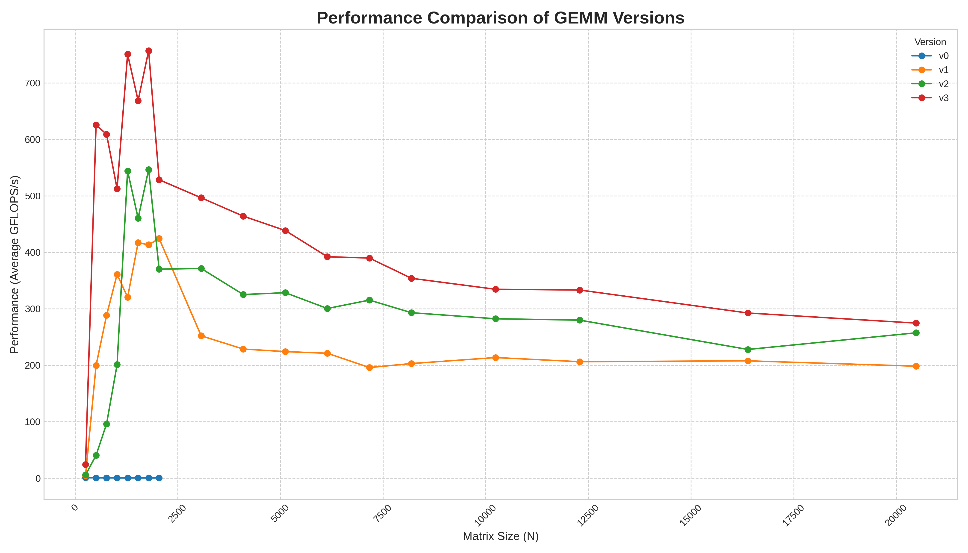 Performance Comparison of GEMM Versions
Version
v0
v1
v2
v3
Performance (Average GFLOPS/s)
700
600
500
400
300
200
100
0
0
2500
5000
7500
10000
12500
15000
17500
20000
Matrix Size (N)